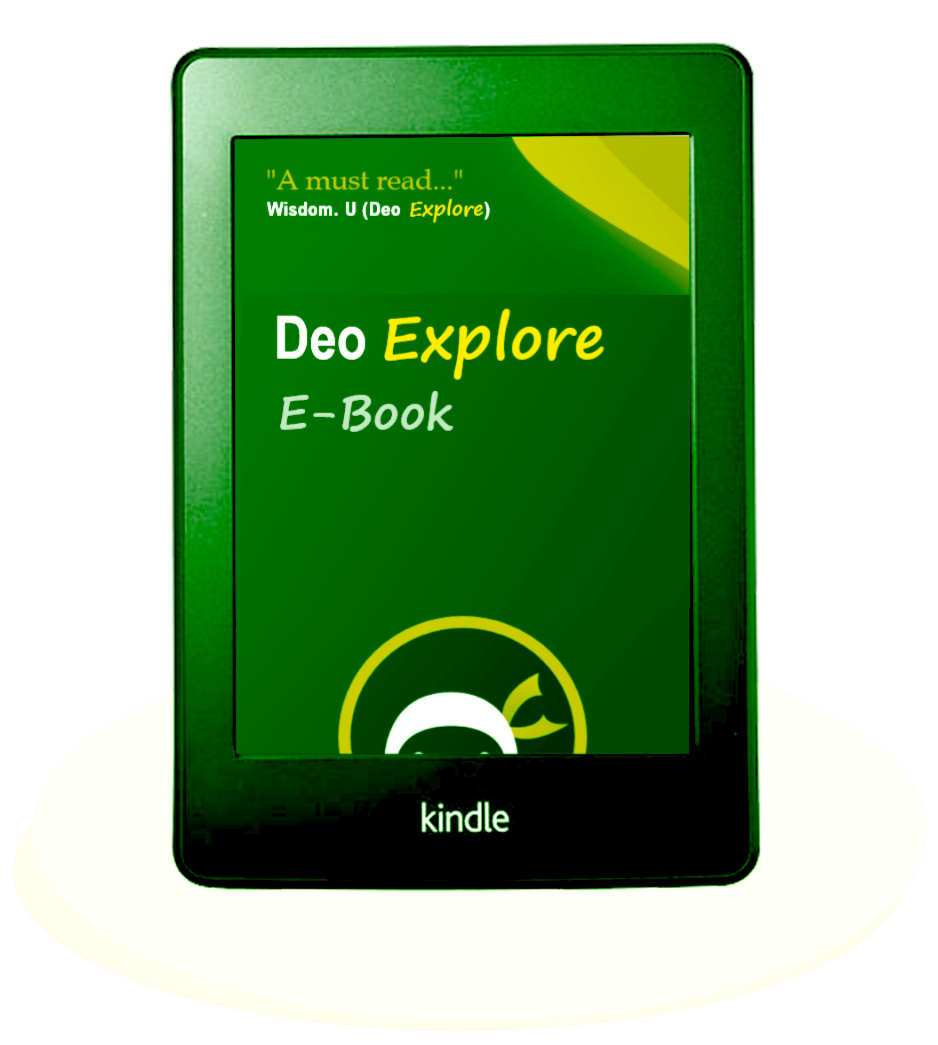 "A must read..."
Wisdom. U (Deo Explore)
Deo Explore
E-Book
kindle